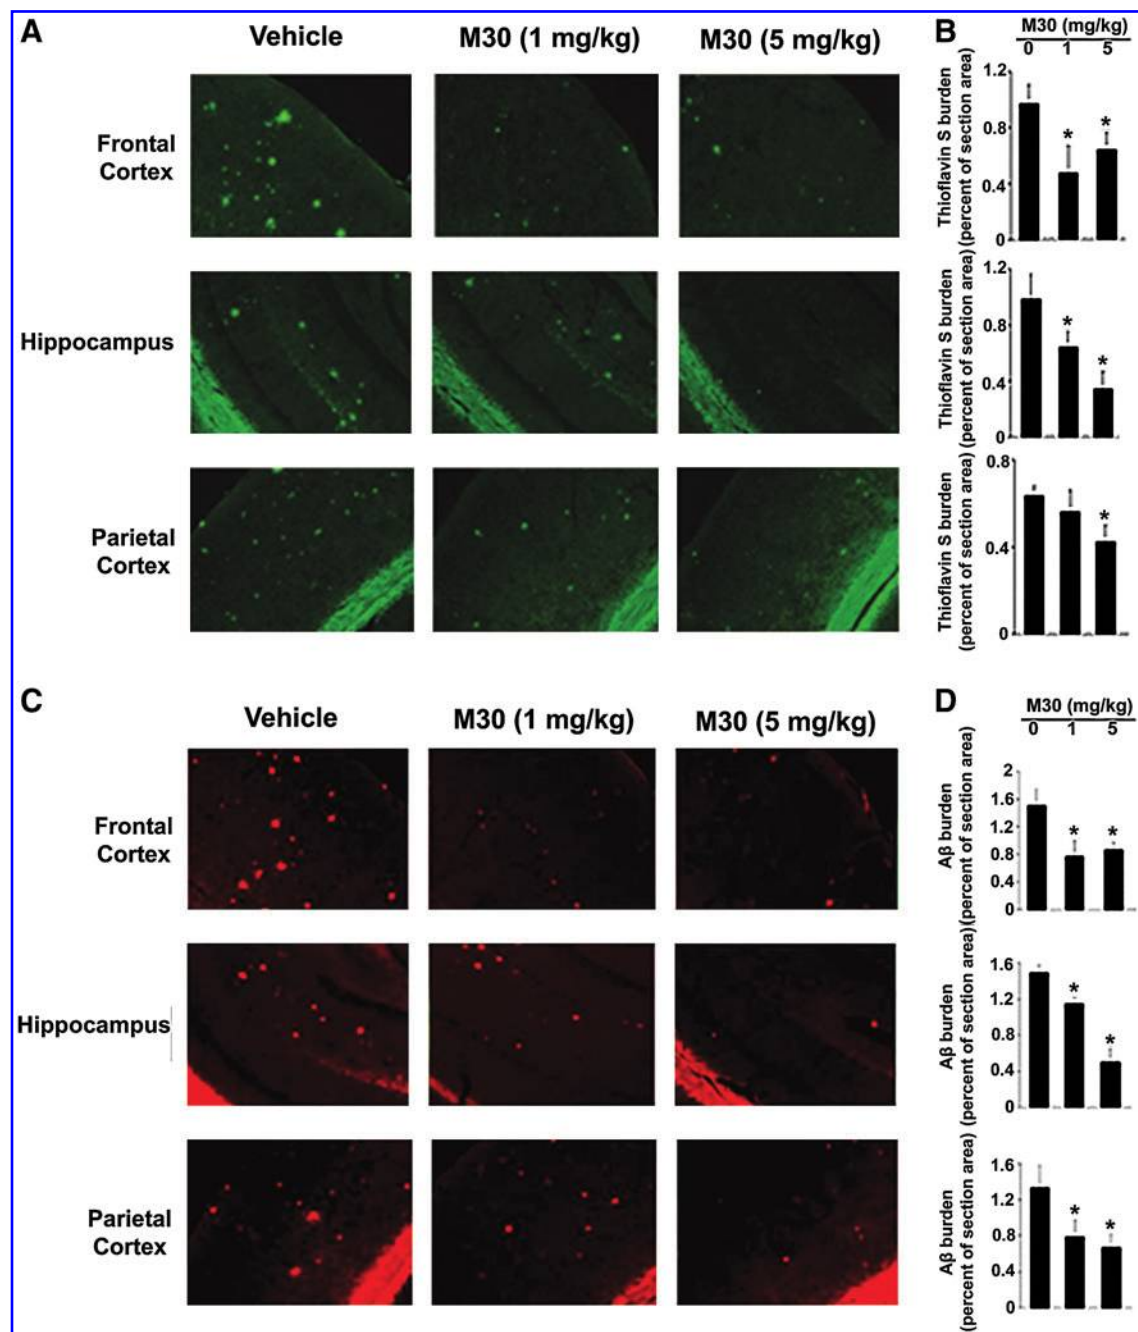 A
Vehicle
M30 (1 mg/kg)
M30 (5 mg/kg)
Frontal
Cortex
Hippocampus
Parietal
Cortex
B
M30 (mg/kg)
0 1 5
Thioflavin S burden
(percent of section area)
1.2
0.8
0.4
0
*
*
Thioflavin S burden
(percent of section area)
1.2
0.8
0.4
0
*
*
Thioflavin S burden
(percent of section area)
0.8
0.4
0
*
C
Vehicle
M30 (1 mg/kg)
M30 (5 mg/kg)
Frontal
Cortex
Hippocampus
Parietal
Cortex
D
M30 (mg/kg)
0 1 5
Aβ burden
(percent of section area)
2
1.6
1.2
0.8
0.4
0
*
*
Aβ burden
(percent of section area)
1.6
1.2
0.8
0.4
0
*
*
Aβ burden
(percent of section area)
1.6
1.2
0.8
0.4
0
*
*